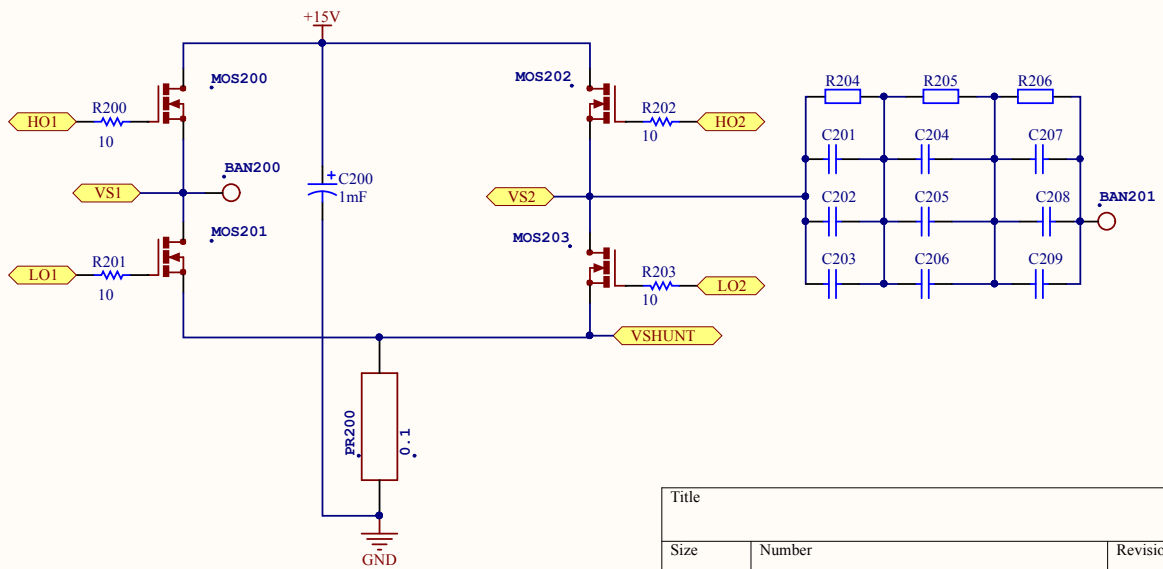 +15V
MOS200
MOS202
R204
R205
R206
R200
10
HO1
R202
10
HO2
C201
C204
C207
BAN200
VS1
+
C200
1mF
VS2
C202
C205
C208
BAN201
MOS201
MOS203
R201
10
LO1
R203
10
LO2
C203
C206
C209
VSHUNT
PR200
0.1
GND
Title
Size
Number
Revisio